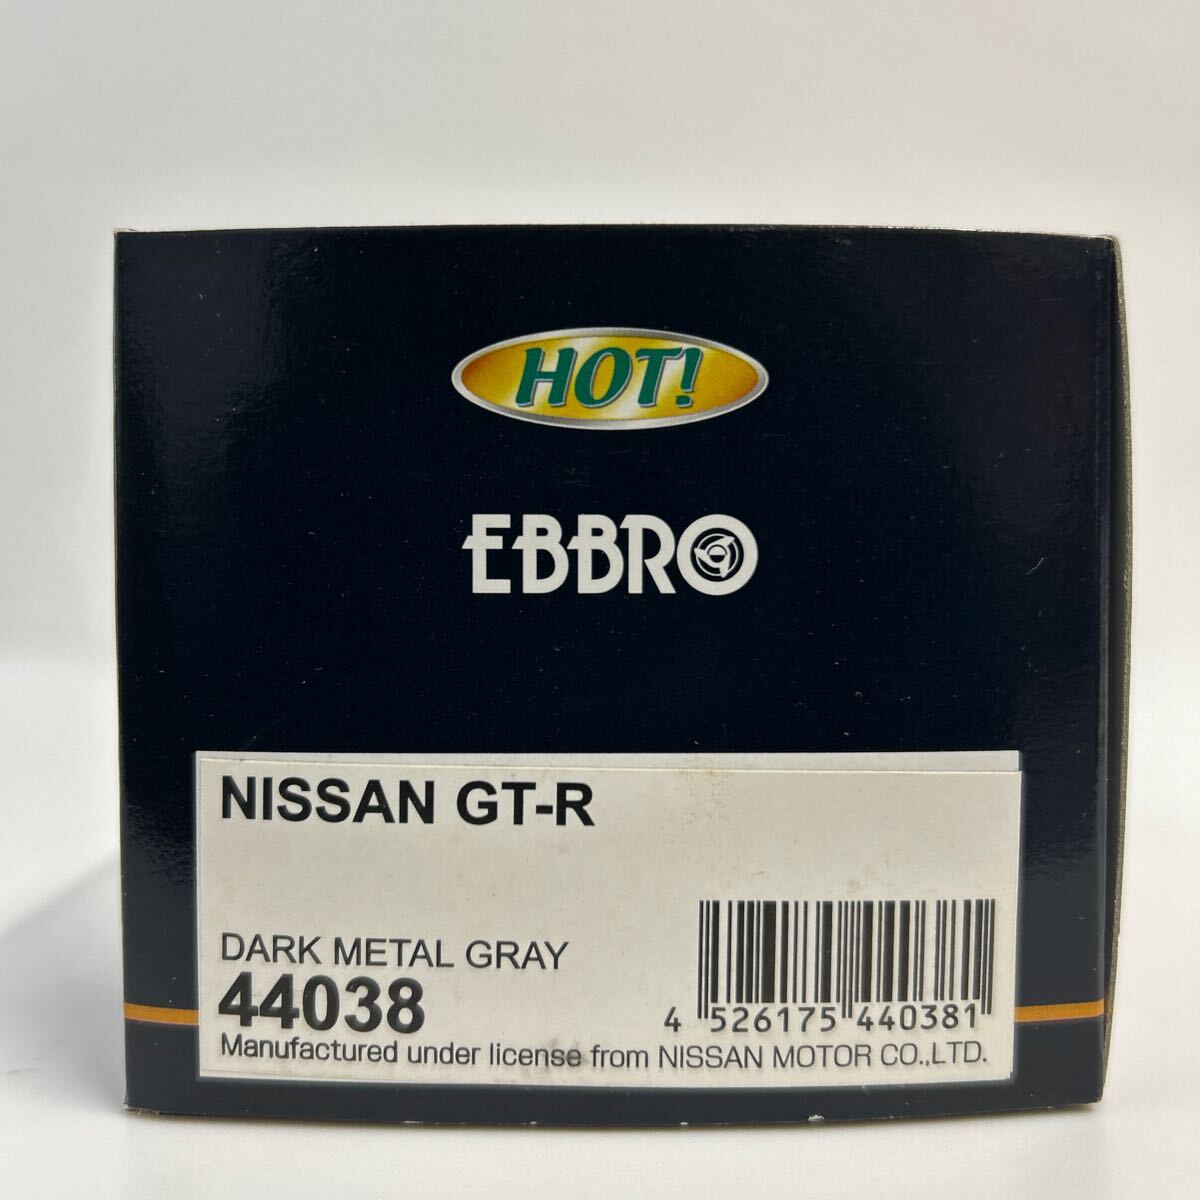 HOT!
EBBRO
NISSAN GT-R
DARK METAL GRAY
44038
4 526175 440381
Manufactured under license from NISSAN MOTOR CO.,LTD.